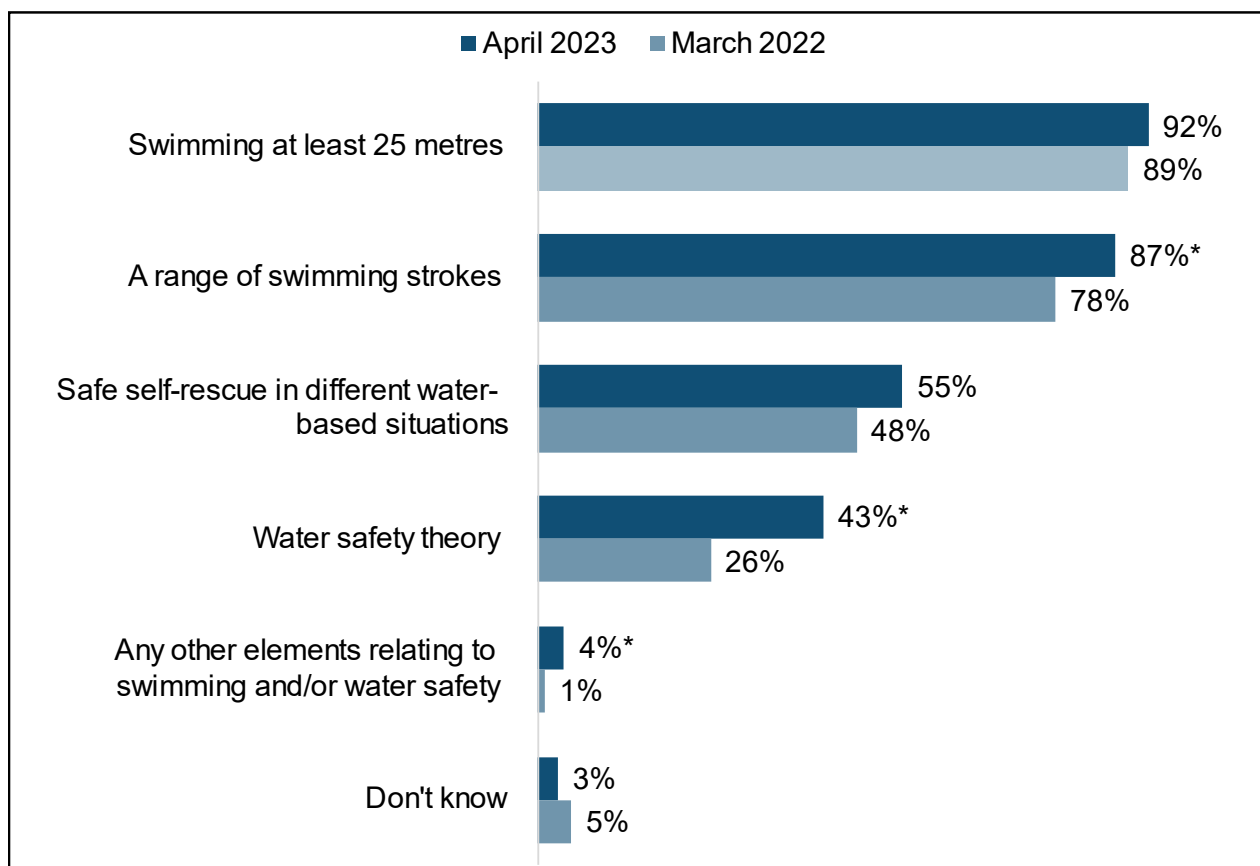 April 2023 March 2022
Swimming at least 25 metres
92%
89%
A range of swimming strokes
87%*
78%
Safe self-rescue in different water-
based situations
55%
48%
Water safety theory
43%*
26%
Any other elements relating to
swimming and/or water safety
4%*
1%
Don't know
3%
5%